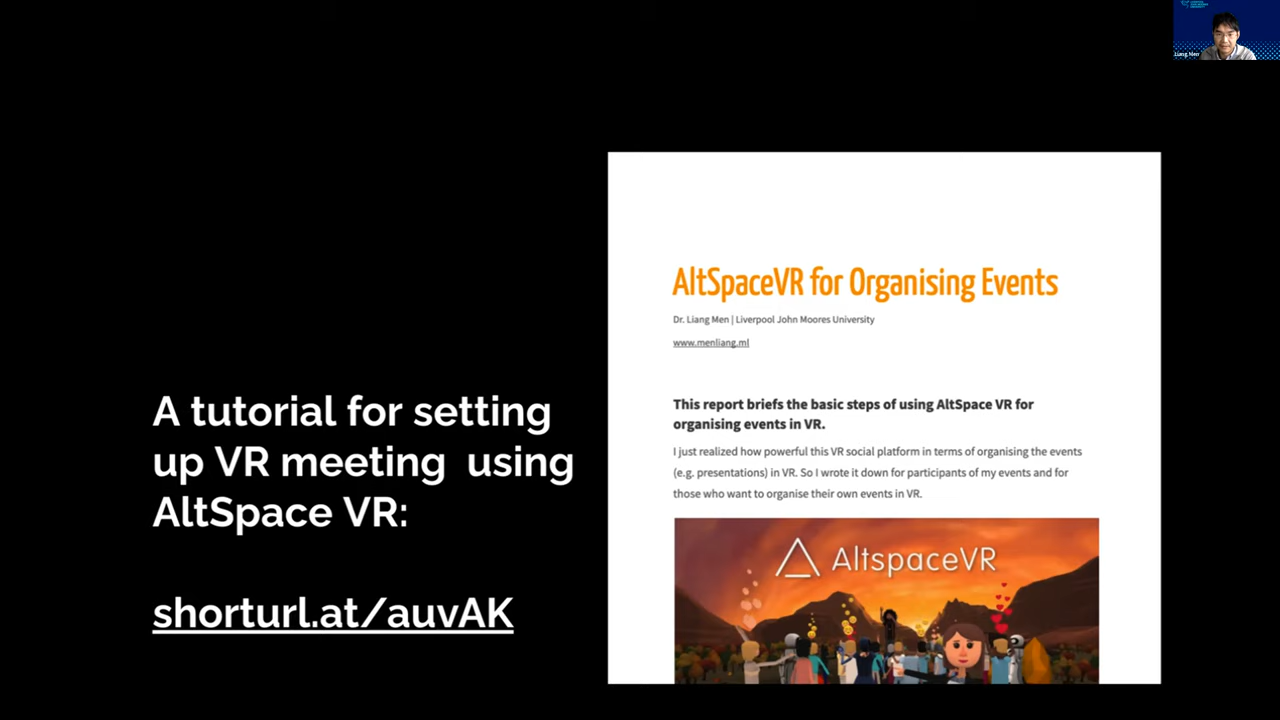 Liang Men
AltSpaceVR for Organising Events
Dr. Liang Men | Liverpool John Moores University
www.menliang.ml
This report briefs the basic steps of using AltSpace VR for
organising events in VR.
I just realized how powerful this VR social platform in terms of organising the events
(e.g. presentations) in VR. So I wrote it down for participants of my events and for
those who want to organise their own events in VR.
AltspaceVR
A tutorial for setting
up VR meeting using
AltSpace VR:
shorturl.at/auvAK